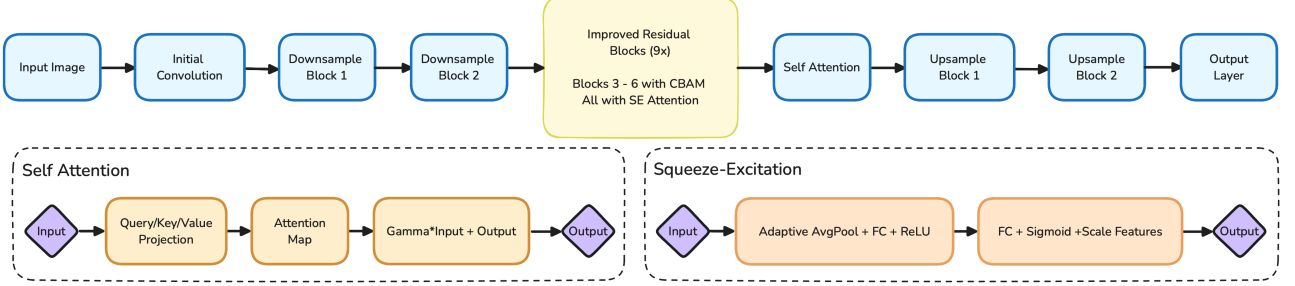 Input Image
Initial
Convolution
Downsample
Block 1
Downsample
Block 2
Improved Residual
Blocks (9x)
Blocks 3 - 6 with CBAM
All with SE Attention
Self Attention
Upsample
Block 1
Upsample
Block 2
Output
Layer
Self Attention
Input
Query/Key/Value
Projection
Attention
Map
Gamma*Input + Output
Output
Squeeze-Excitation
Input
Adaptive AvgPool + FC + ReLU
FC + Sigmoid +Scale Features
Output